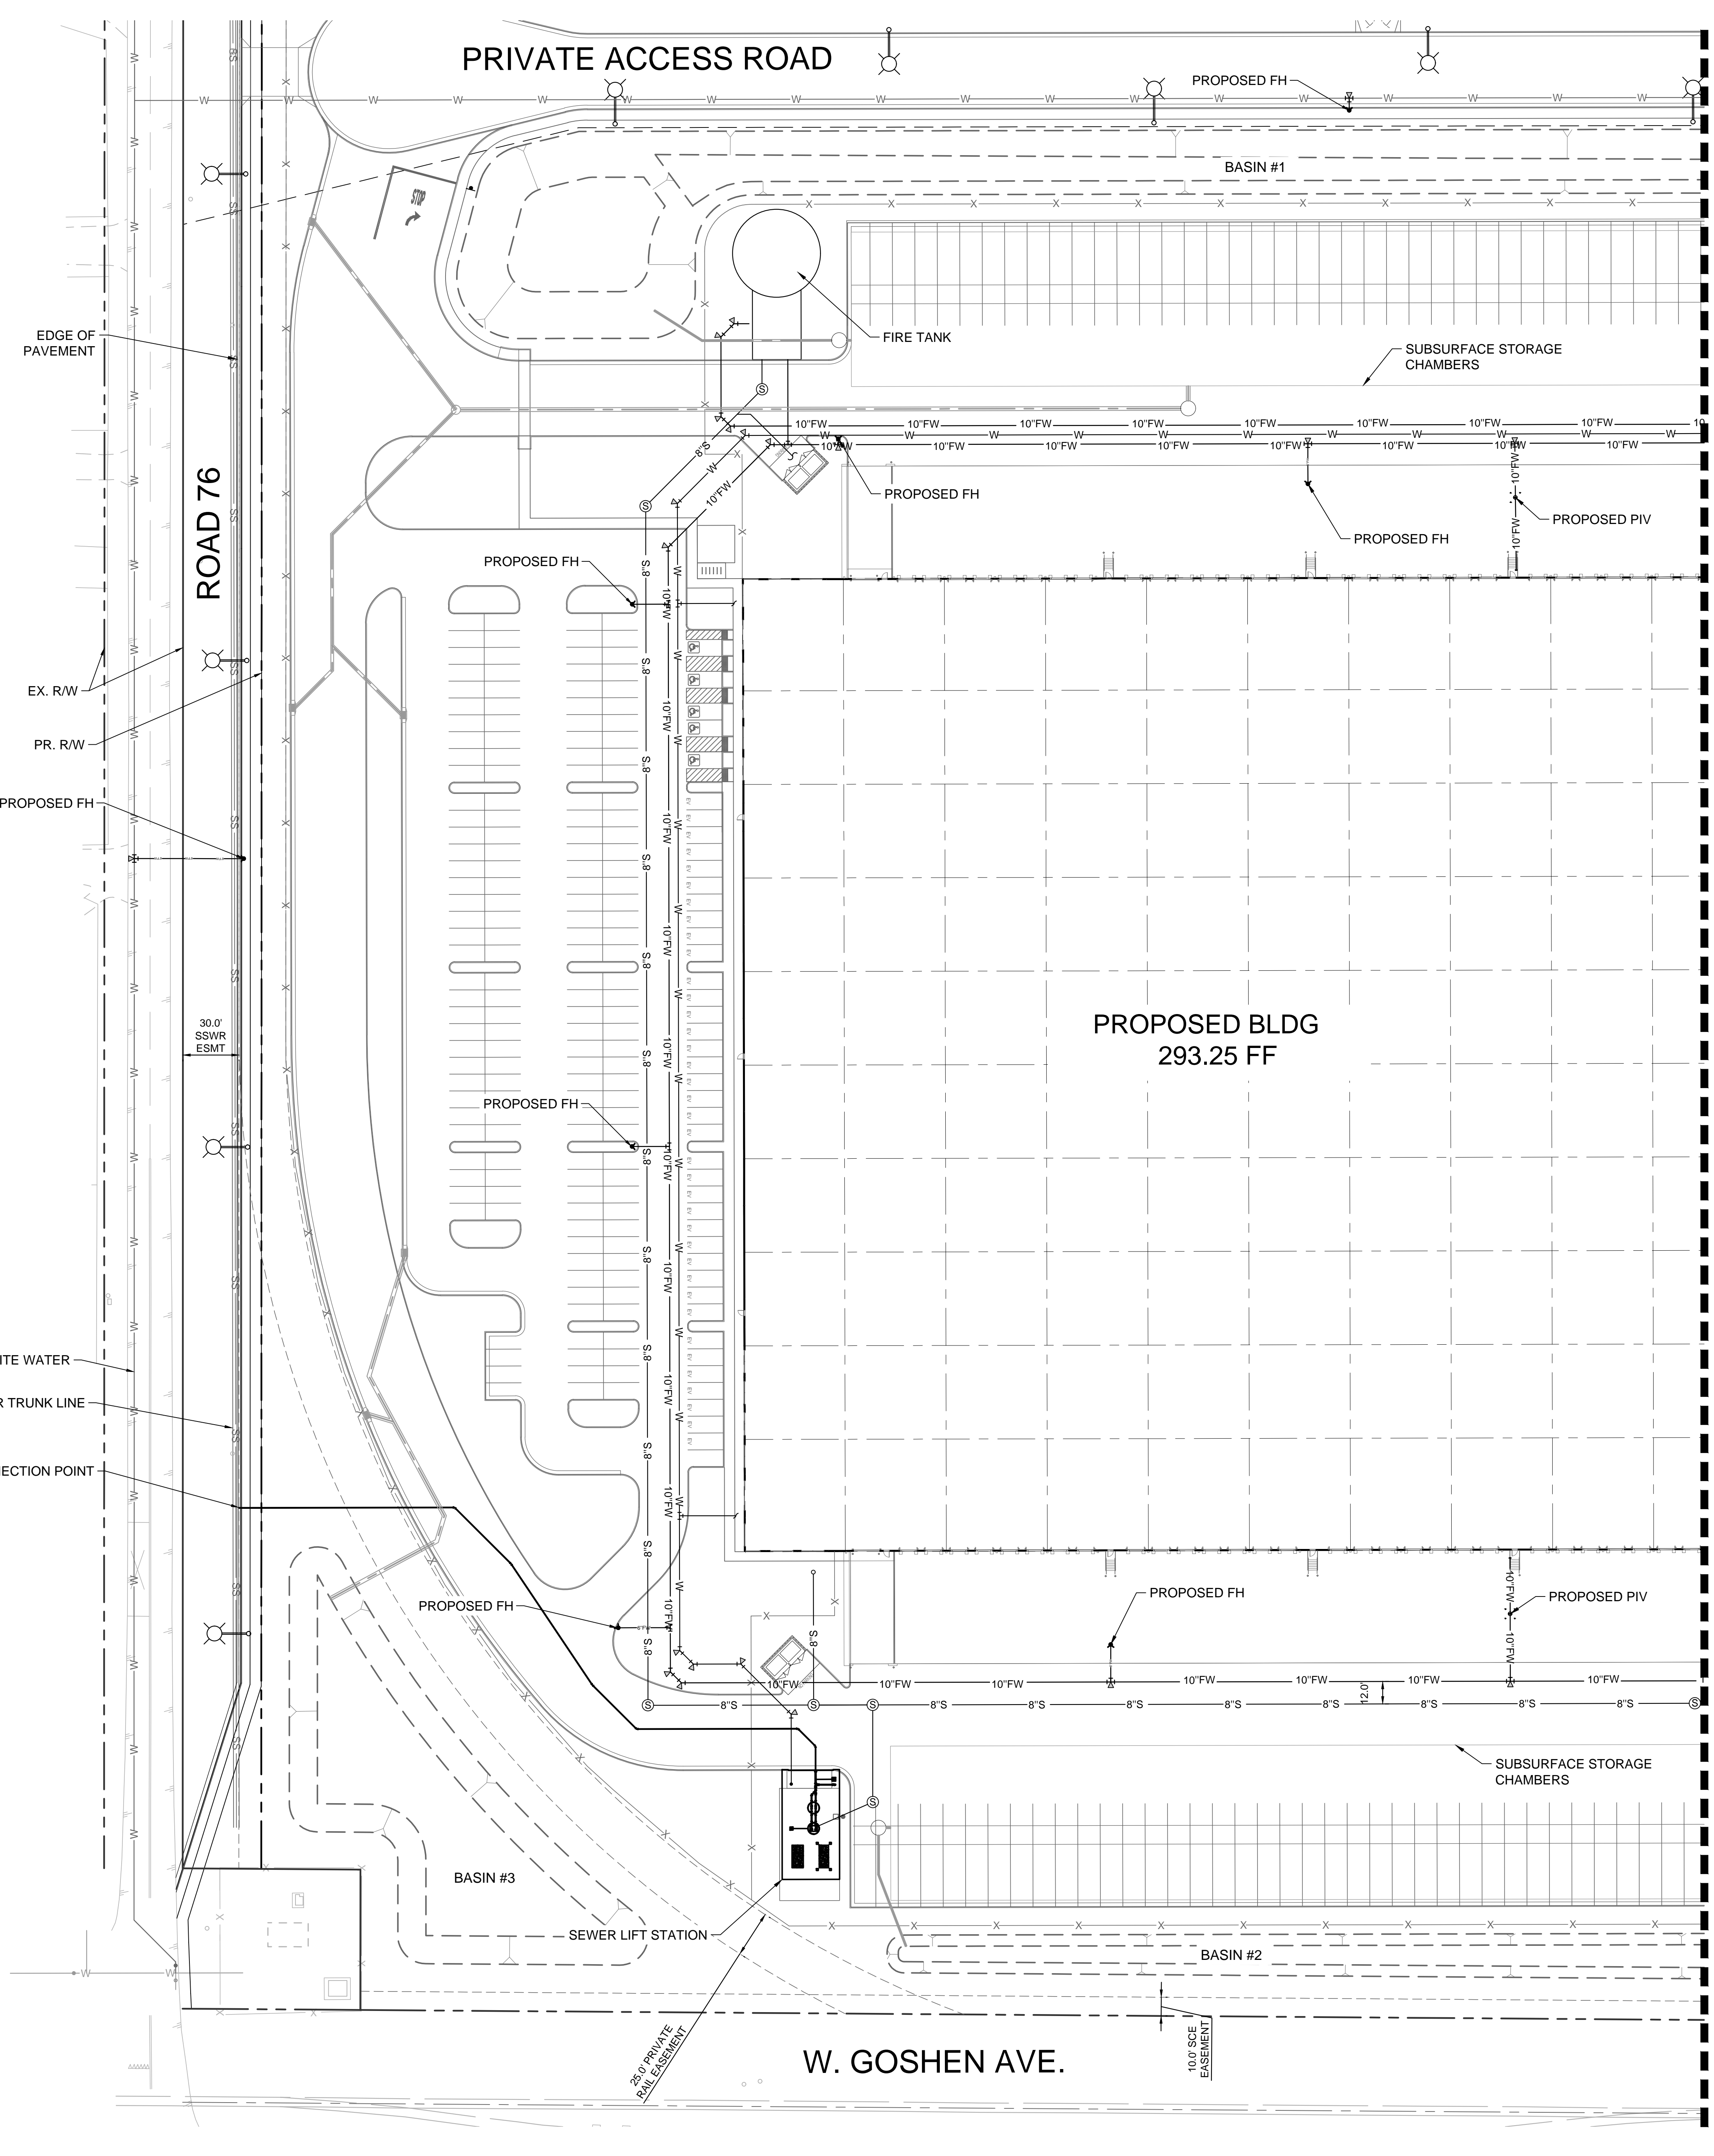 PRIVATE ACCESS ROAD
PROPOSED FH
BASIN #1
STOP
EDGE OF
PAVEMENT
FIRE TANK
SUBSURFACE STORAGE
CHAMBERS
ROAD 76
10"FW
8"S
W
S
PROPOSED FH
PROPOSED PIV
PROPOSED FH
PROPOSED FH
EX. R/W
PR. R/W
PROPOSED FH
SS
EV
30.0'
SSWR
ESMT
PROPOSED BLDG
293.25 FF
PROPOSED FH
ITE WATER
R TRUNK LINE
NECTION POINT
PROPOSED FH
PROPOSED FH
PROPOSED PIV
12.0'
SUBSURFACE STORAGE
CHAMBERS
BASIN #3
SEWER LIFT STATION
BASIN #2
25.0' PRIVATE
RAIL EASEMENT
10.0' SCE
EASEMENT
W. GOSHEN AVE.